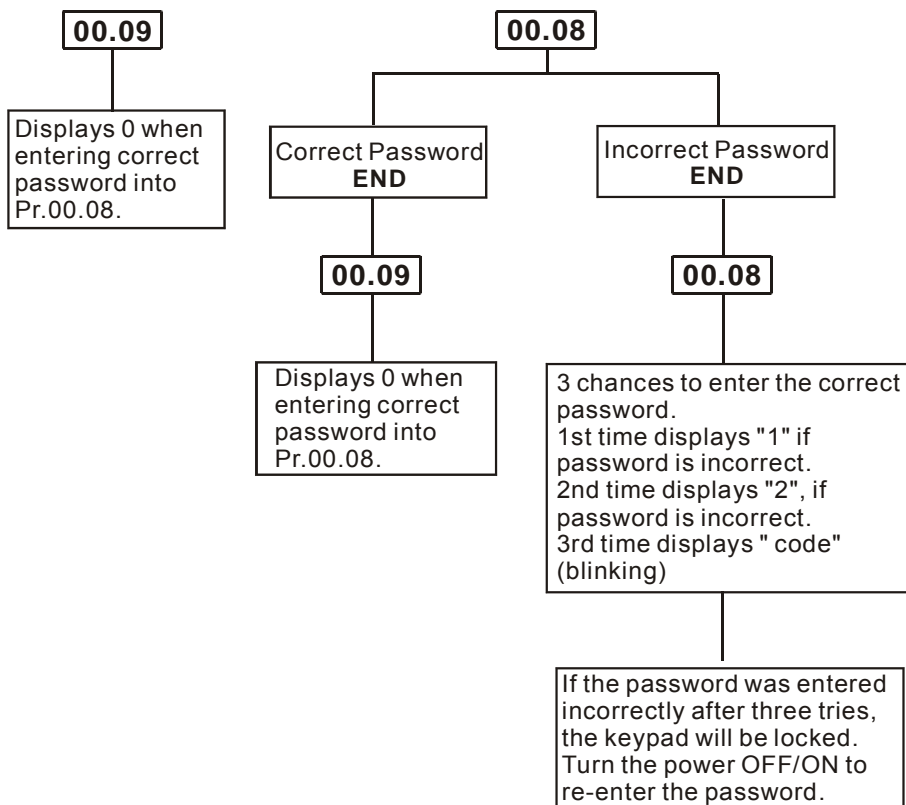 00.09
Displays 0 when
entering correct
password into
Pr.00.08.
00.08
Correct Password
END
00.09
Displays 0 when
entering correct
password into
Pr.00.08.
Incorrect Password
END
00.08
3 chances to enter the correct
password.
1st time displays "1" if
password is incorrect.
2nd time displays "2", if
password is incorrect.
3rd time displays " code"
(blinking)
If the password was entered
incorrectly after three tries,
the keypad will be locked.
Turn the power OFF/ON to
re-enter the password.